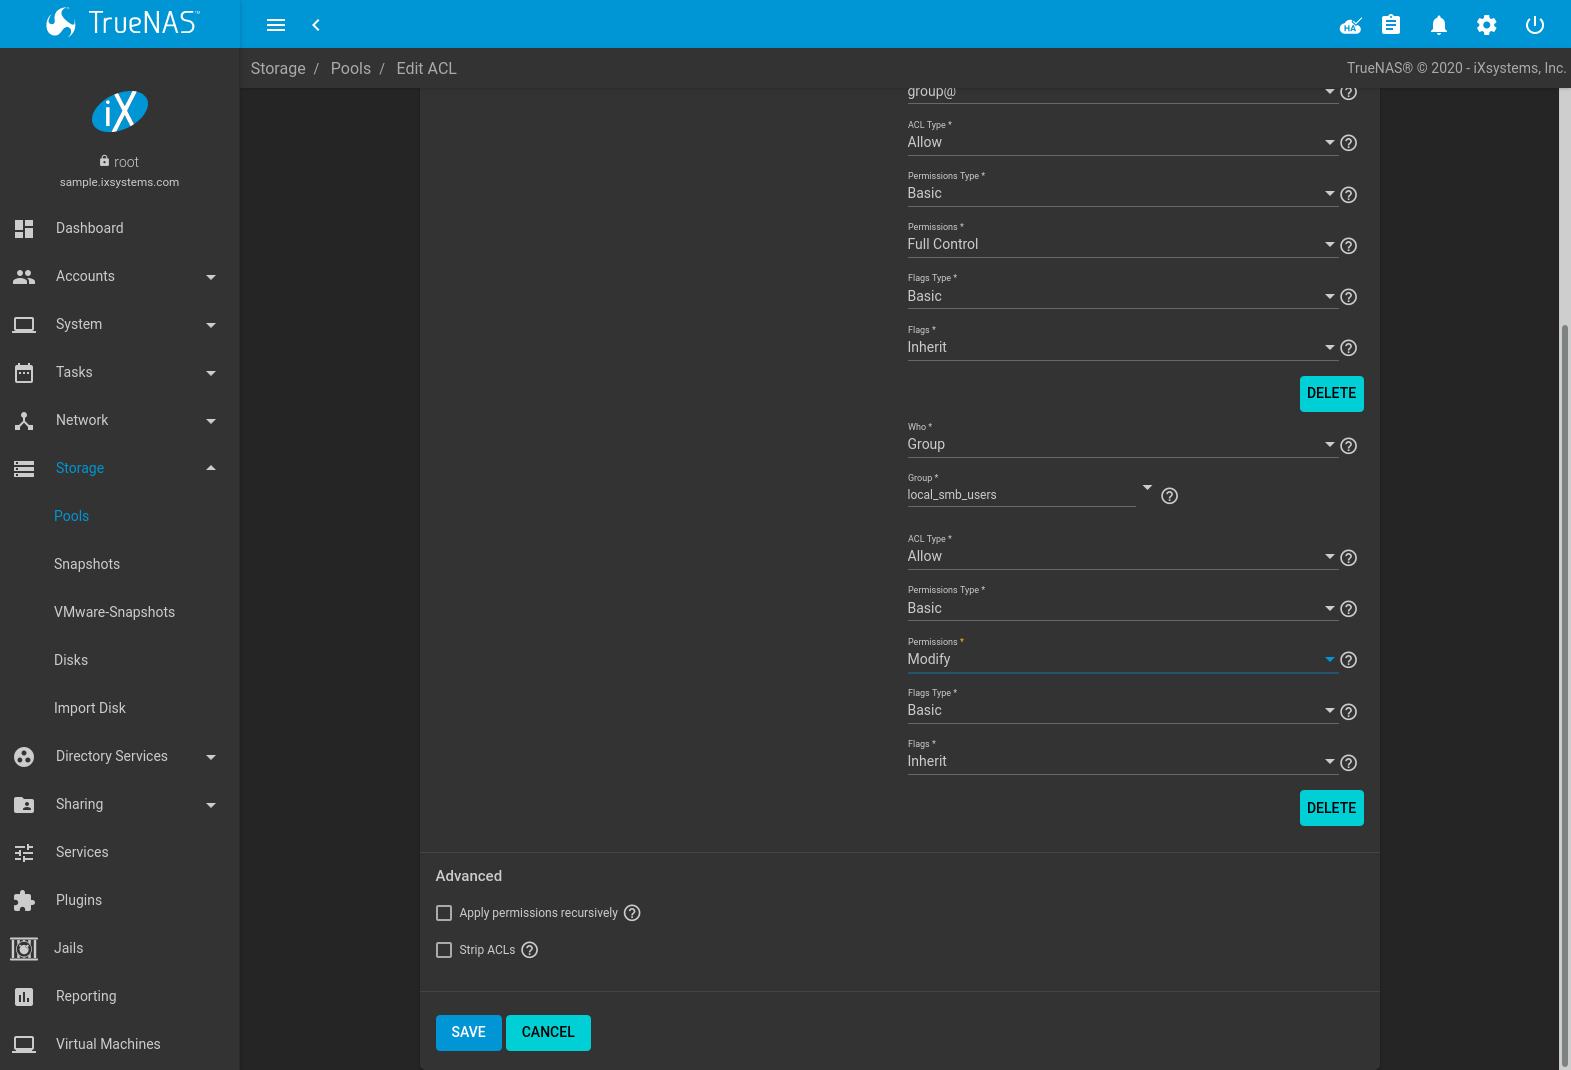 TrueNAS™
HA
Storage / Pools / Edit ACL
TrueNAS® © 2020 - iXsystems, Inc.
iX
root
sample.ixsystems.com
Dashboard
Accounts
System
Tasks
Network
Storage
Pools
Snapshots
VMware-Snapshots
Disks
Import Disk
Directory Services
Sharing
Services
Plugins
Jails
Reporting
Virtual Machines
group@
ACL Type *
Allow
Permissions Type *
Basic
Permissions *
Full Control
Flags Type *
Basic
Flags *
Inherit
DELETE
Who *
Group
Group *
local_smb_users
ACL Type *
Allow
Permissions Type *
Basic
Permissions *
Modify
Flags Type *
Basic
Flags *
Inherit
DELETE
Advanced
Apply permissions recursively
Strip ACLs
SAVE CANCEL